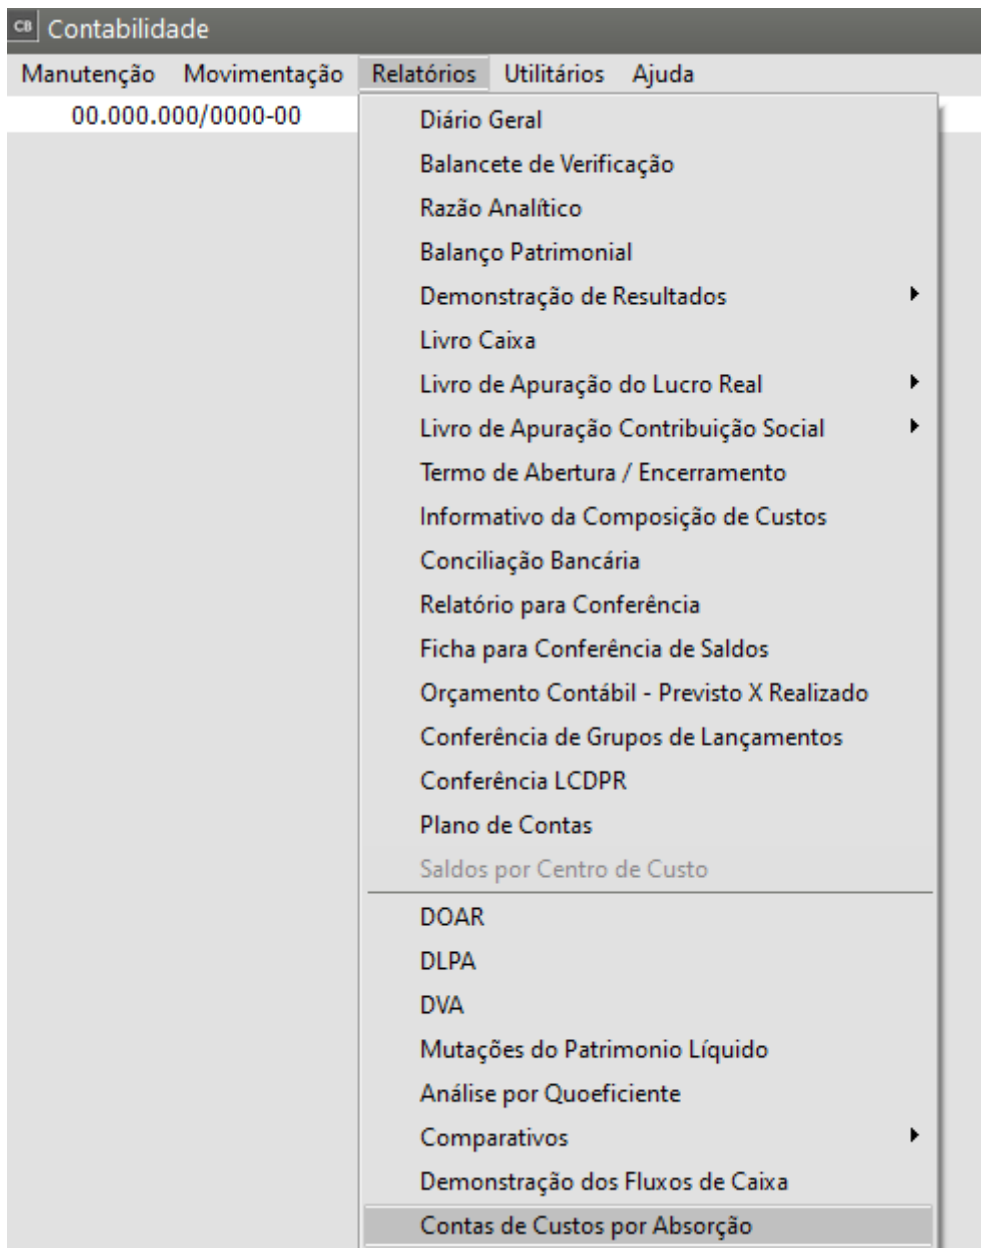 CB Contabilidade
Manutenção Movimentação Relatórios Utilitários Ajuda
00.000.000/0000-00
Diário Geral
Balancete de Verificação
Razão Analítico
Balanço Patrimonial
Demonstração de Resultados
Livro Caixa
Livro de Apuração do Lucro Real
Livro de Apuração Contribuição Social
Termo de Abertura / Encerramento
Informativo da Composição de Custos
Conciliação Bancária
Relatório para Conferência
Ficha para Conferência de Saldos
Orçamento Contábil - Previsto X Realizado
Conferência de Grupos de Lançamentos
Conferência LCDPR
Plano de Contas
Saldos por Centro de Custo
DOAR
DLPA
DVA
Mutações do Patrimonio Líquido
Análise por Quoeficiente
Comparativos
Demonstração dos Fluxos de Caixa
Contas de Custos por Absorção